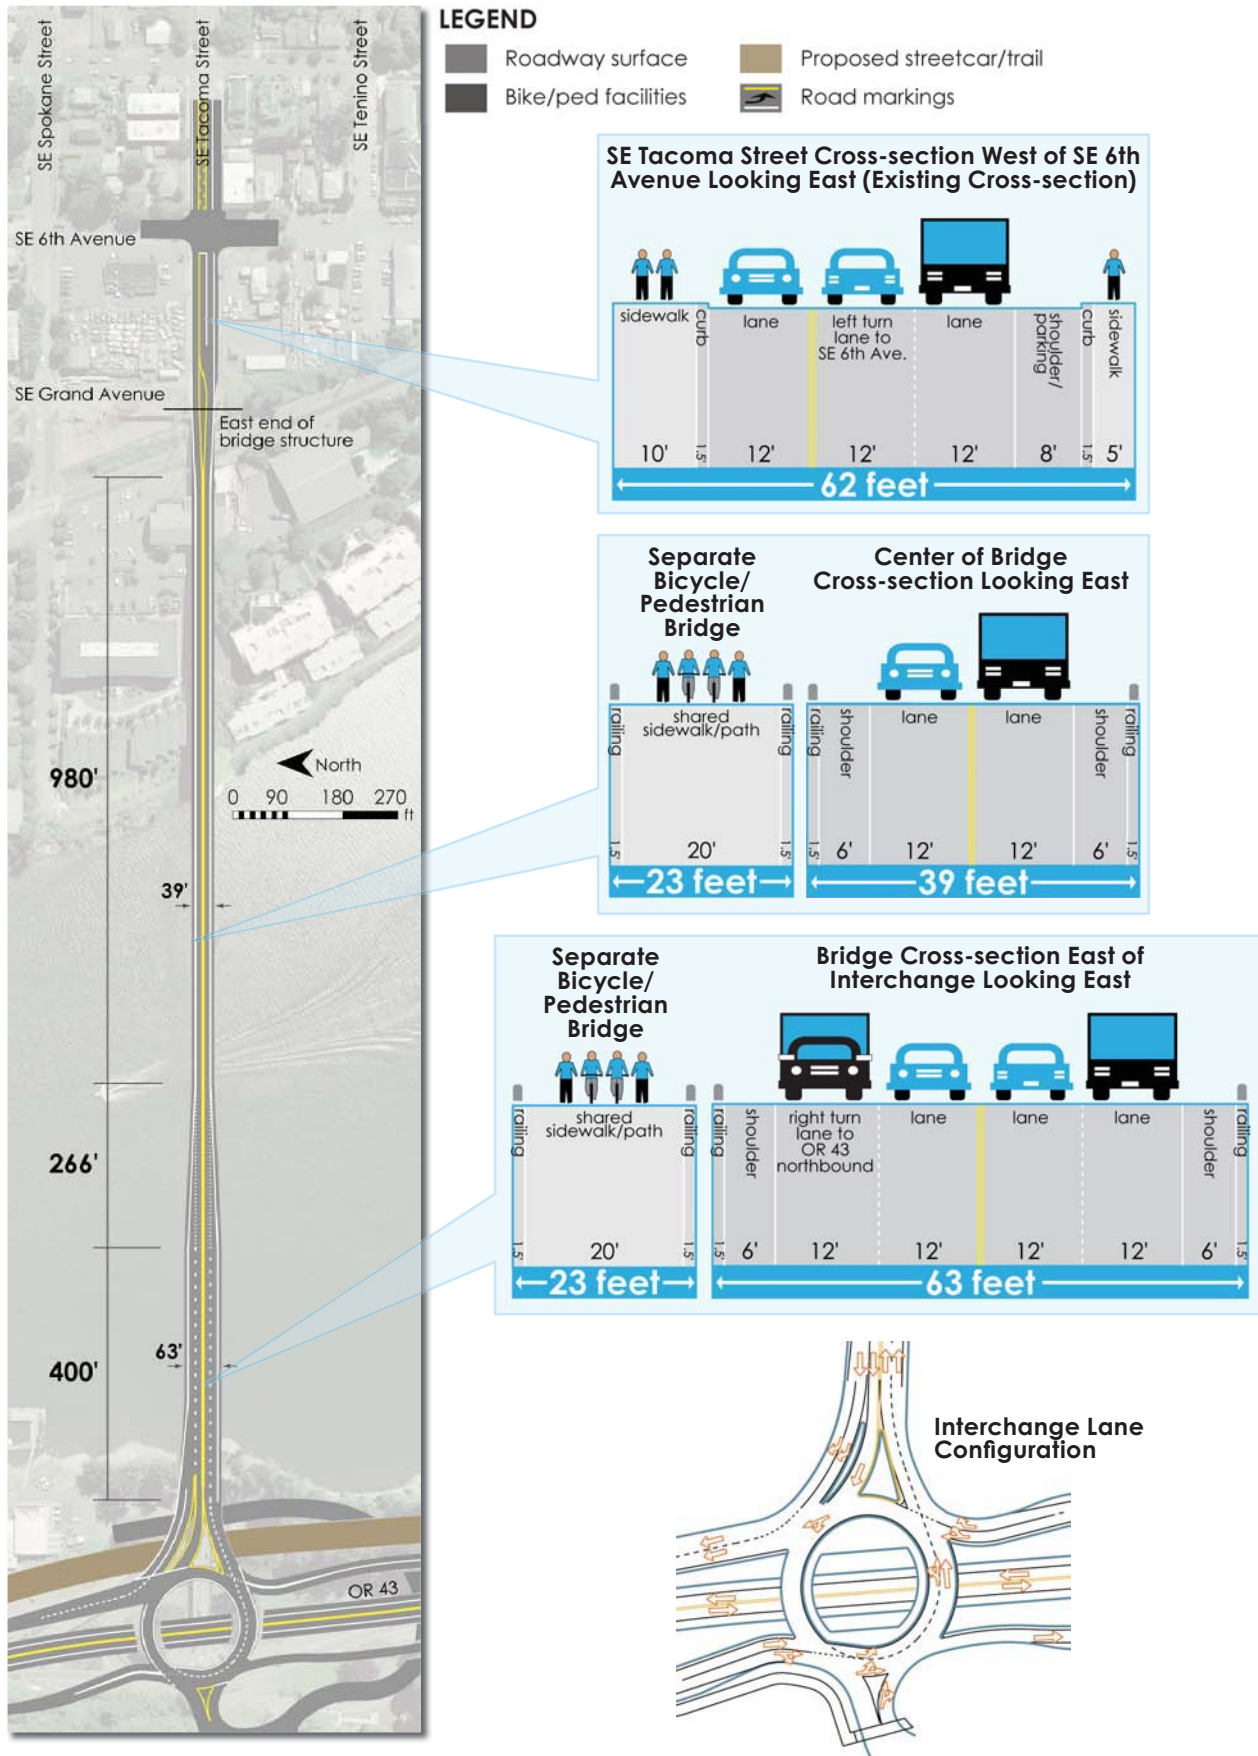 LEGEND
Roadway surface
Proposed streetcar/trail
Bike/ped facilities
Road markings
SE Spokane Street
SE Tacoma Street
SE Tenino Street
SE 6th Avenue
SE Grand Avenue
East end of
bridge structure
980'
North
0 90 180 270
ft
39'
266'
63'
400'
OR 43
SE Tacoma Street Cross-section West of SE 6th
Avenue Looking East (Existing Cross-section)
sidewalk
curb
lane
left turn
lane to
SE 6th Ave.
lane
shoulder/
parking
curb
sidewalk
10' 1.5' 12' 12' 12' 8' 1.5' 5'
62 feet
Separate
Bicycle/
Pedestrian
Bridge
Center of Bridge
Cross-section Looking East
railing
shared
sidewalk/path
railing
railing
shoulder
lane
lane
shoulder
railing
1.5' 20' 1.5' 1.5' 6' 12' 12' 6' 1.5'
23 feet
39 feet
Separate
Bicycle/
Pedestrian
Bridge
Bridge Cross-section East of
Interchange Looking East
railing
shared
sidewalk/path
railing
railing
shoulder
right turn
lane to
OR 43
northbound
lane
lane
lane
shoulder
railing
1.5' 20' 1.5' 1.5' 6' 12' 12' 12' 12' 6' 1.5'
23 feet
63 feet
Interchange Lane
Configuration